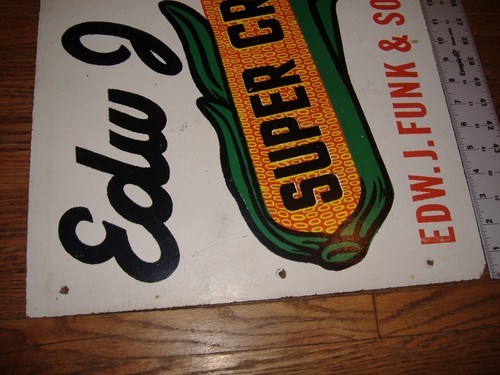 Edw J
SUPER CR
EDW. J. FUNK & SO